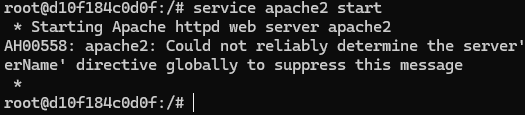 root@d10f184c0d0f:/# service apache2 start
 * Starting Apache httpd web server apache2
AH00558: apache2: Could not reliably determine the server'
erName' directive globally to suppress this message
 *
root@d10f184c0d0f:/#